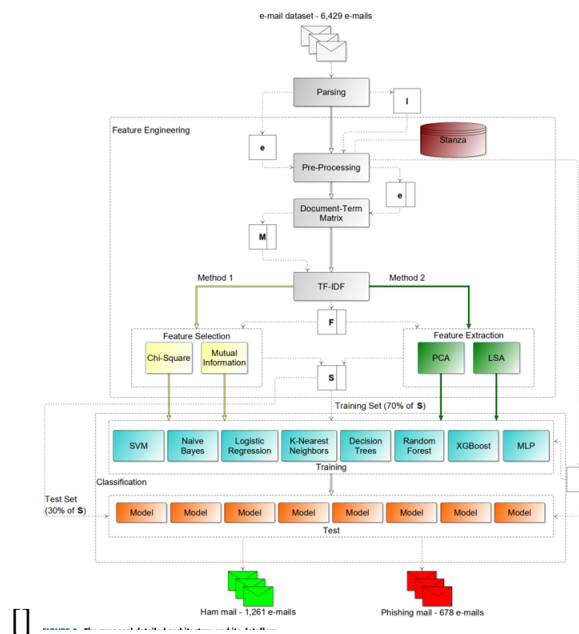 e-mail dataset - 6,429 e-mails
Parsing
l
Feature Engineering
Stanza
e
Pre-Processing
e
Document-Term
Matrix
M
Method 1
Method 2
TF-IDF
F
Feature Selection
Feature Extraction
Chi-Square
Mutual
Information
PCA
LSA
S
Training Set (70% of S)
SVM
Naive
Bayes
Logistic
Regression
K-Nearest
Neighbors
Decision
Trees
Random
Forest
XGBoost
MLP
Training
Classification
Test Set
(30% of S)
Model
Model
Model
Model
Model
Model
Model
Model
Test
Ham mail - 1,261 e-mails
Phishing mail - 678 e-mails
[]